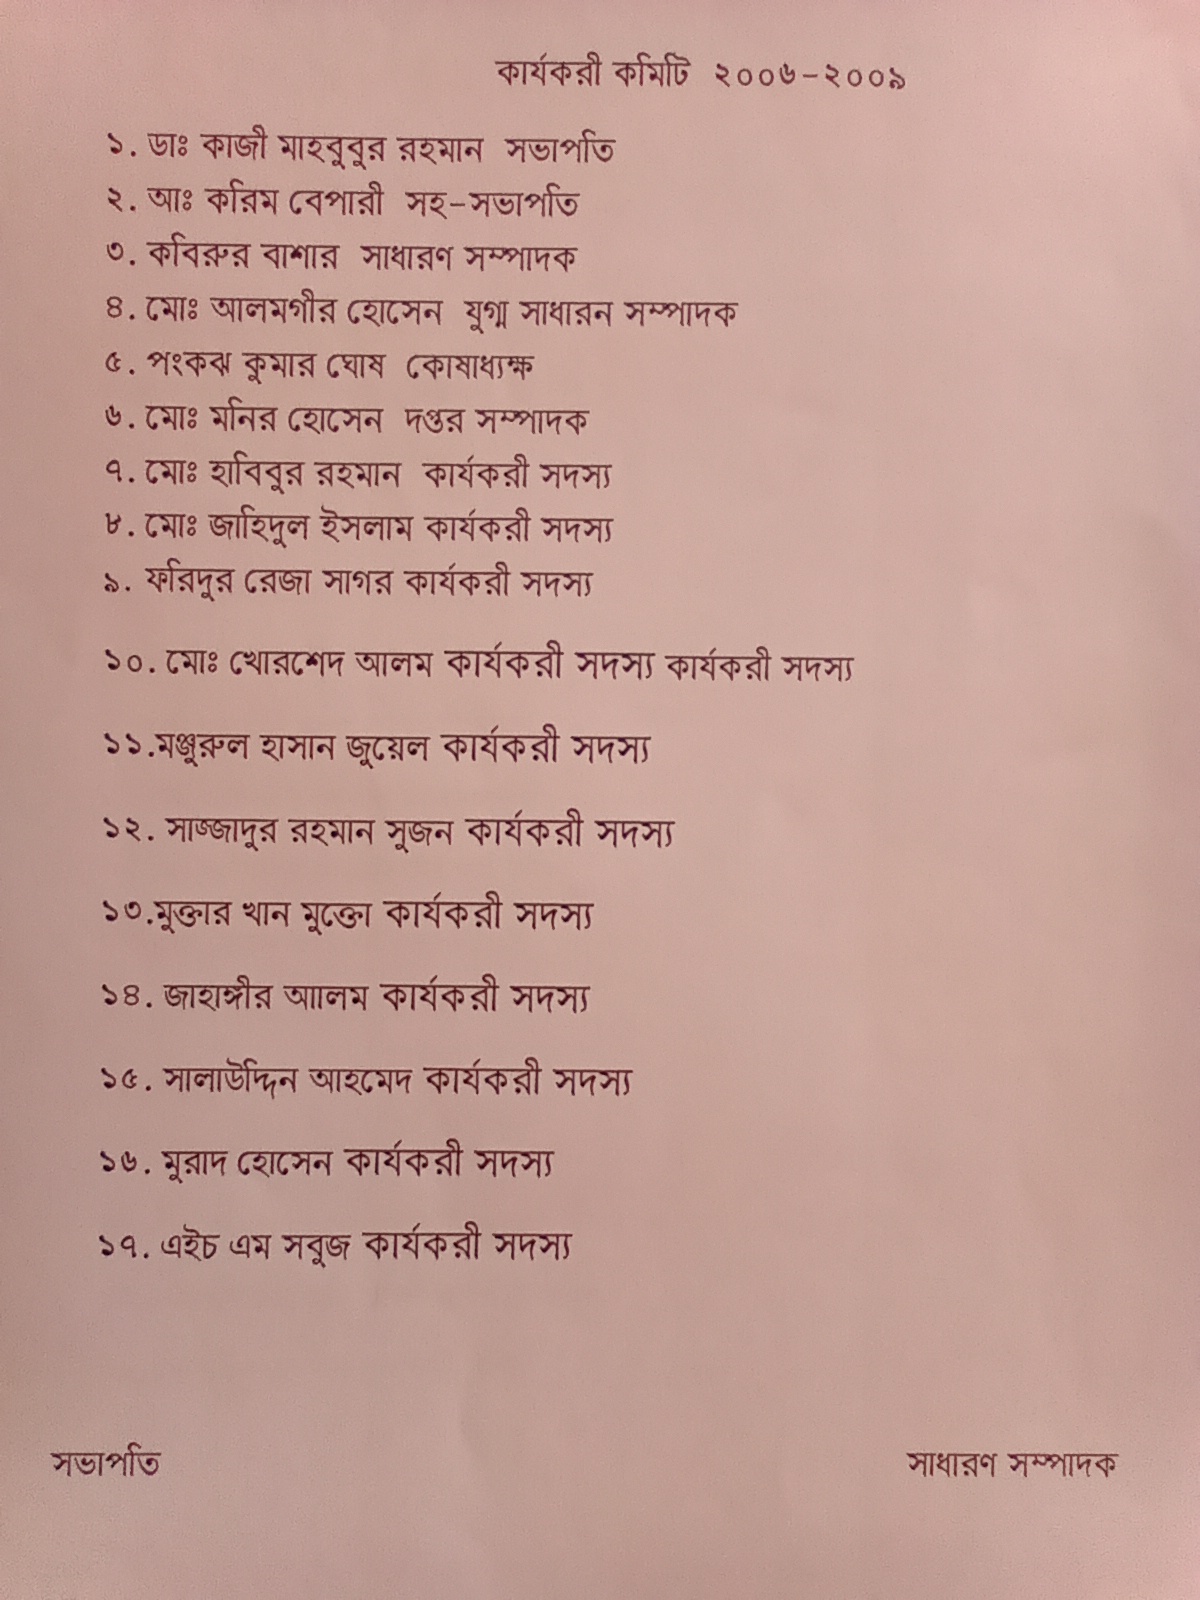 কার্যকরী কমিটি ২০০৬-২০০৯
১. ডাঃ কাজী মাহবুবুর রহমান সভাপতি
২. আঃ করিম বেপারী সহ-সভাপতি
৩. কবিরুর বাশার সাধারণ সম্পাদক
৪. মোঃ আলমগীর হোসেন যুগ্ম সাধারন সম্পাদক
৫. পংকঝ কুমার ঘোষ কোষাধ্যক্ষ
৬. মোঃ মনির হোসেন দপ্তর সম্পাদক
৭. মোঃ হাবিবুর রহমান কার্যকরী সদস্য
৮. মোঃ জাহিদুল ইসলাম কার্যকরী সদস্য
৯. ফরিদুর রেজা সাগর কার্যকরী সদস্য
১০. মোঃ খোরশেদ আলম কার্যকরী সদস্য কার্যকরী সদস্য
১১.মঞ্জুরুল হাসান জুয়েল কার্যকরী সদস্য
১২. সাজ্জাদুর রহমান সুজন কার্যকরী সদস্য
১৩.মুক্তার খান মুক্তো কার্যকরী সদস্য
১৪. জাহাঙ্গীর আালম কার্যকরী সদস্য
১৫. সালাউদ্দিন আহমেদ কার্যকরী সদস্য
১৬. মুরাদ হোসেন কার্যকরী সদস্য
১৭. এইচ এম সবুজ কার্যকরী সদস্য
সভাপতি সাধারণ সম্পাদক